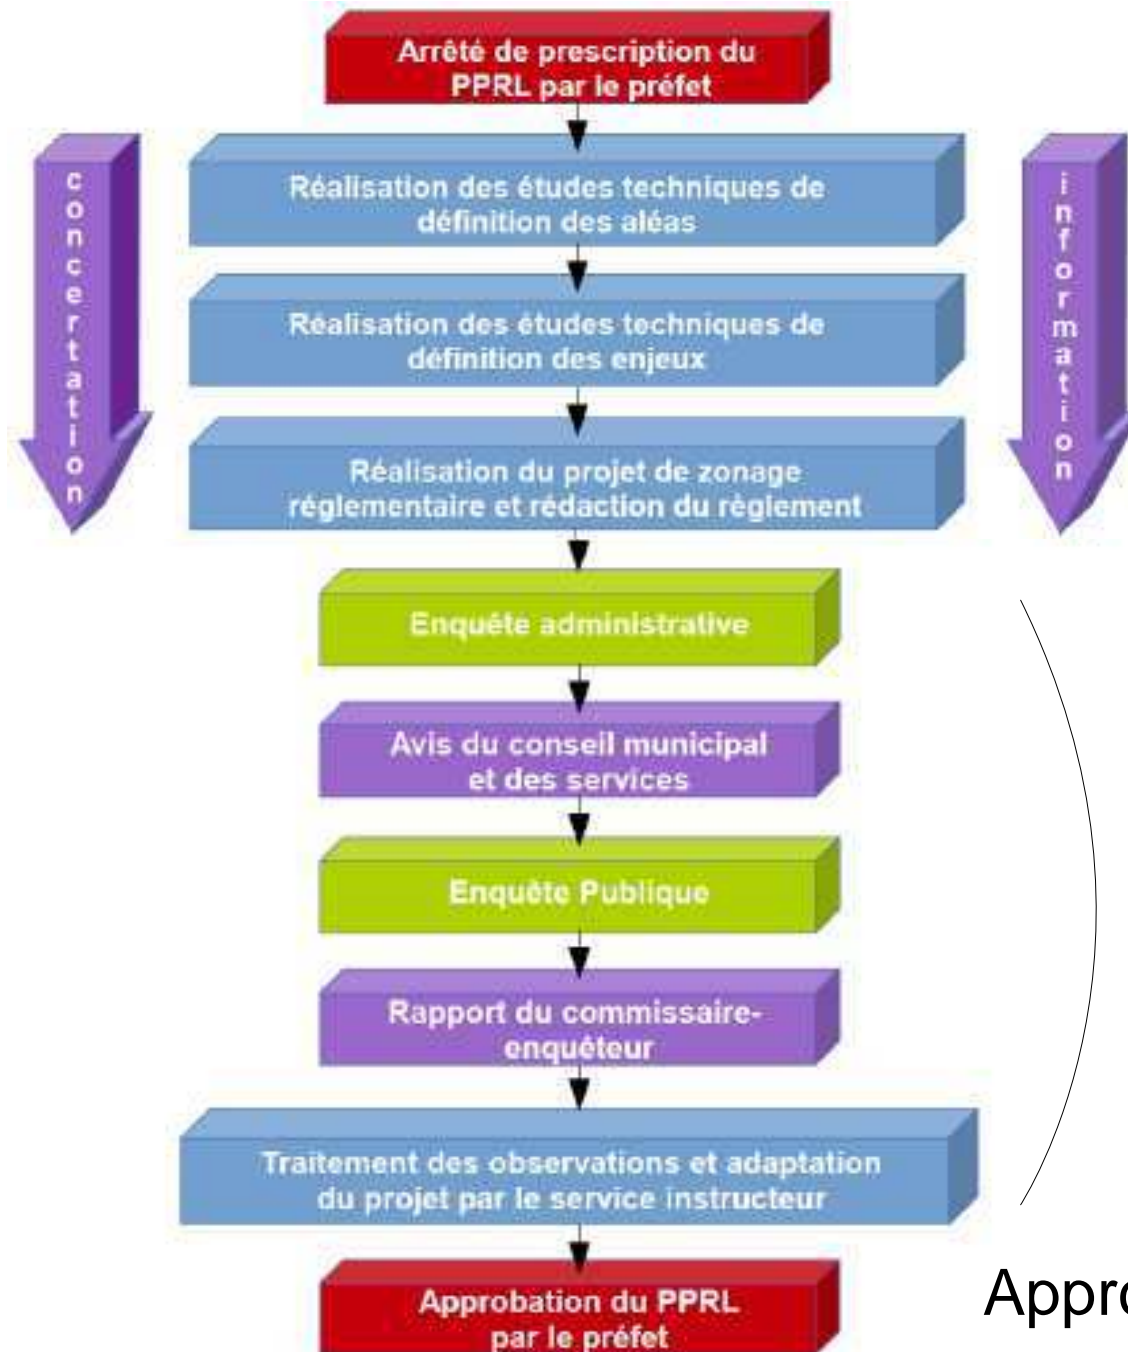 Arrêté de prescription du
PPRL par le préfet
concertation
information
Réalisation des études techniques de
définition des aléas
Réalisation des études techniques de
définition des enjeux
Réalisation du projet de zonage
réglementaire et rédaction du règlement
Enquête administrative
Avis du conseil municipal
et des services
Enquête Publique
Rapport du commissaire-
enquêteur
Traitement des observations et adaptation
du projet par le service instructeur
Approbation du PPRL
par le préfet
Appro